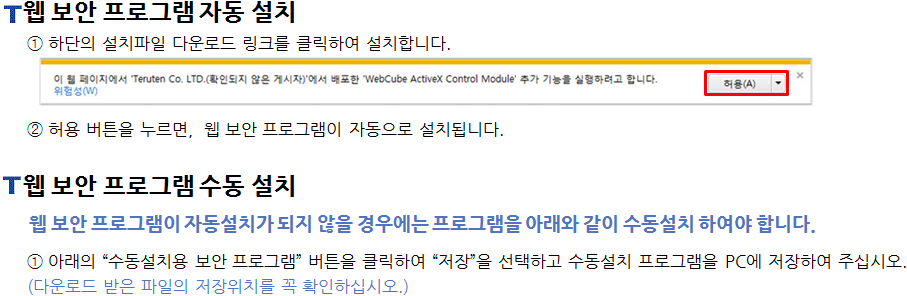 T웹 보안 프로그램 자동 설치
① 하단의 설치파일 다운로드 링크를 클릭하여 설치합니다.
이 웹 페이지에서 'Teruten Co. LTD.(확인되지 않은 게시자)'에서 배포한 'WebCube ActiveX Control Module' 추가 기능을 실행하려고 합니다. 허용(A) ×
위험성(W)
② 허용 버튼을 누르면, 웹 보안 프로그램이 자동으로 설치됩니다.
T웹 보안 프로그램 수동 설치
웹 보안 프로그램이 자동설치가 되지 않을 경우에는 프로그램을 아래와 같이 수동설치 하여야 합니다.
① 아래의 “수동설치용 보안 프로그램” 버튼을 클릭하여 “저장”을 선택하고 수동설치 프로그램을 PC에 저장하여 주십시오.
(다운로드 받은 파일의 저장위치를 꼭 확인하십시오.)